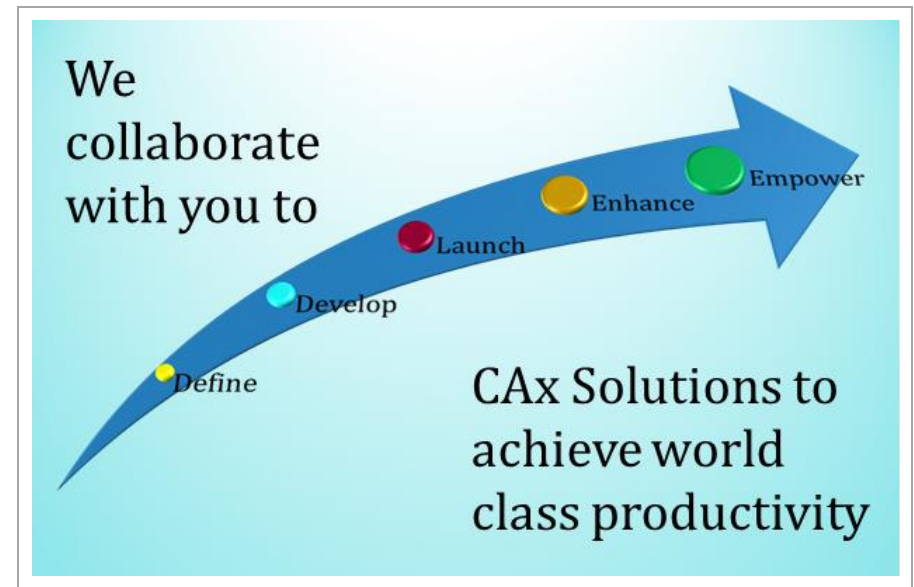 We
collaborate
with you to
Define
Develop
Launch
Enhance
Empower
CAx Solutions to
achieve world
class productivity